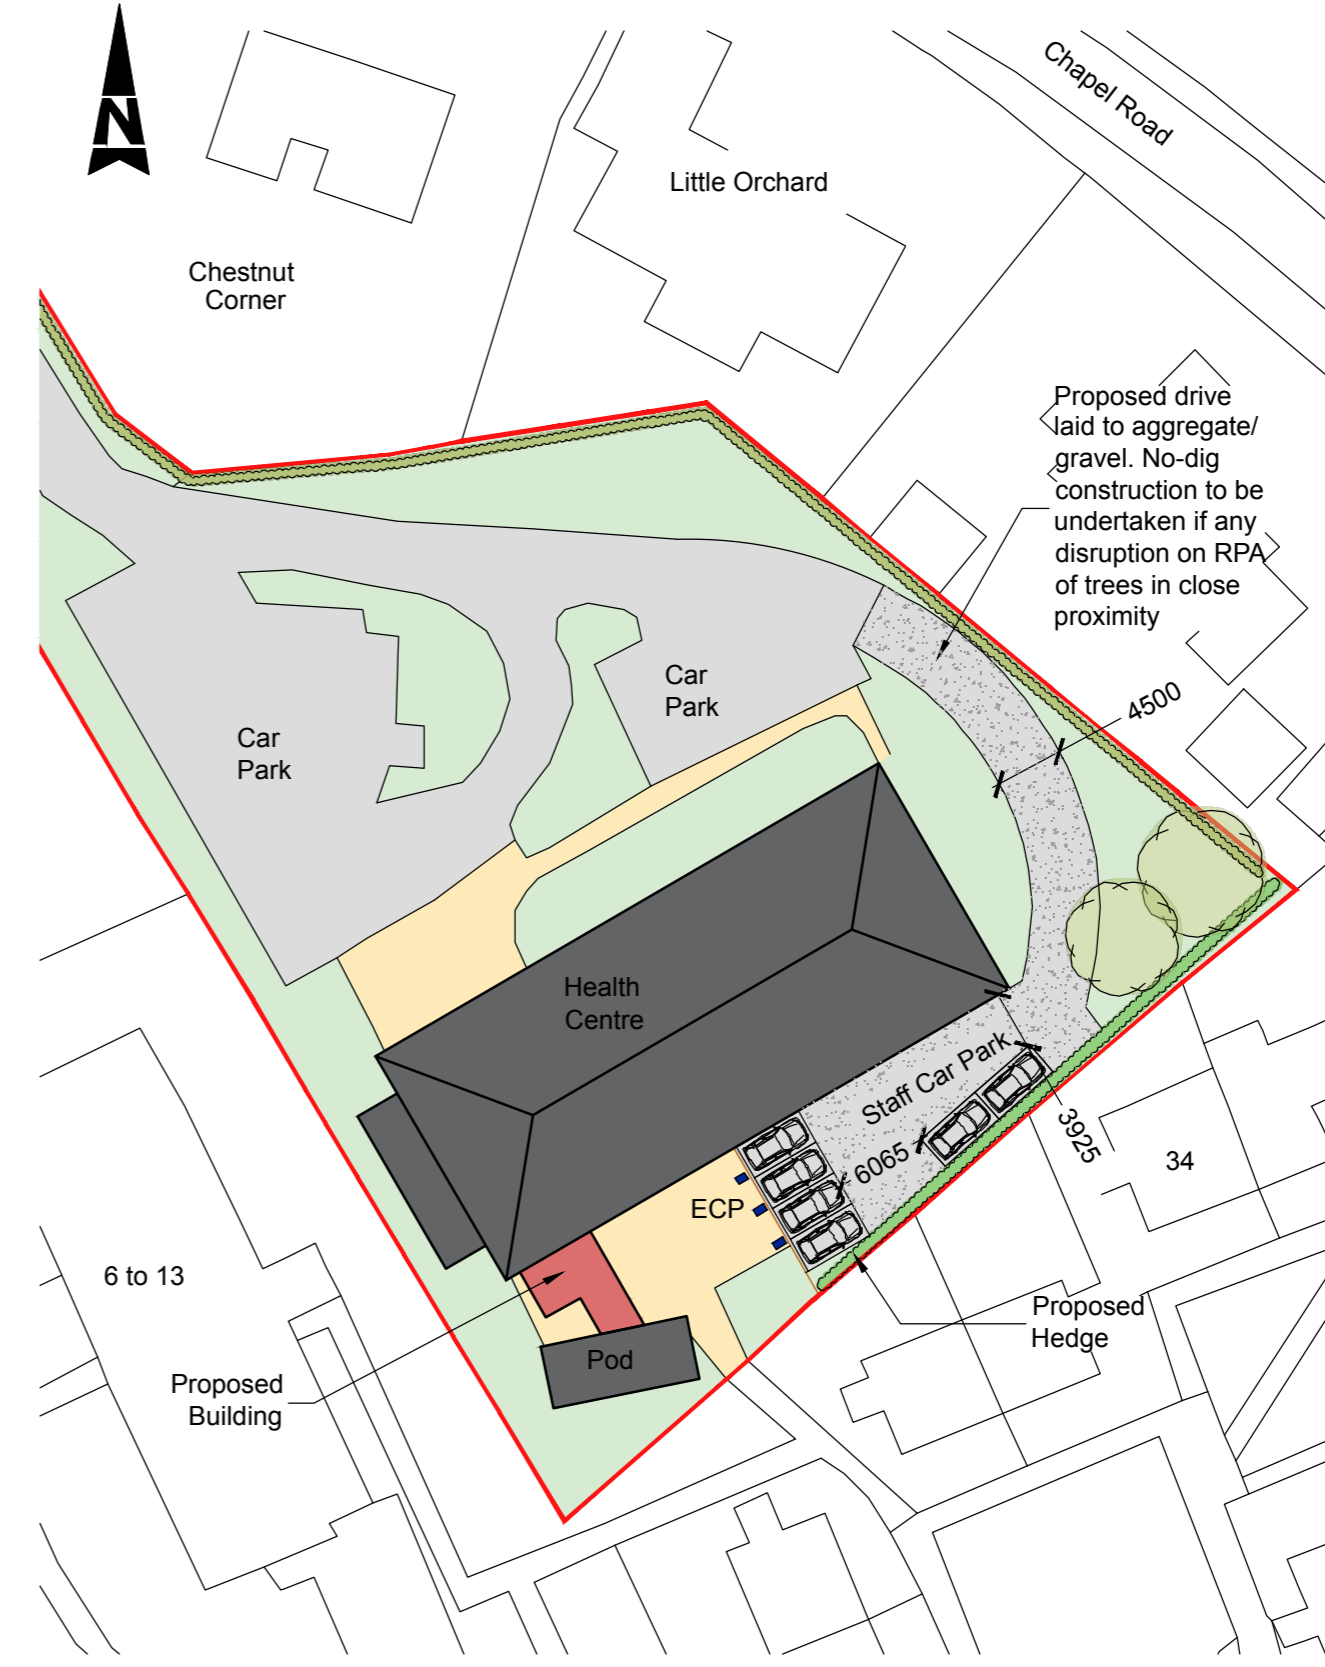 N
Chapel Road
Little Orchard
Chestnut
Corner
Proposed drive
laid to aggregate/
gravel. No-dig
construction to be
undertaken if any
disruption on RPA
of trees in close
proximity
Car
Park
4500
Car
Park
Health
Centre
Staff Car Park
3925
6065
34
ECP
6 to 13
Proposed
Hedge
Pod
Proposed
Building